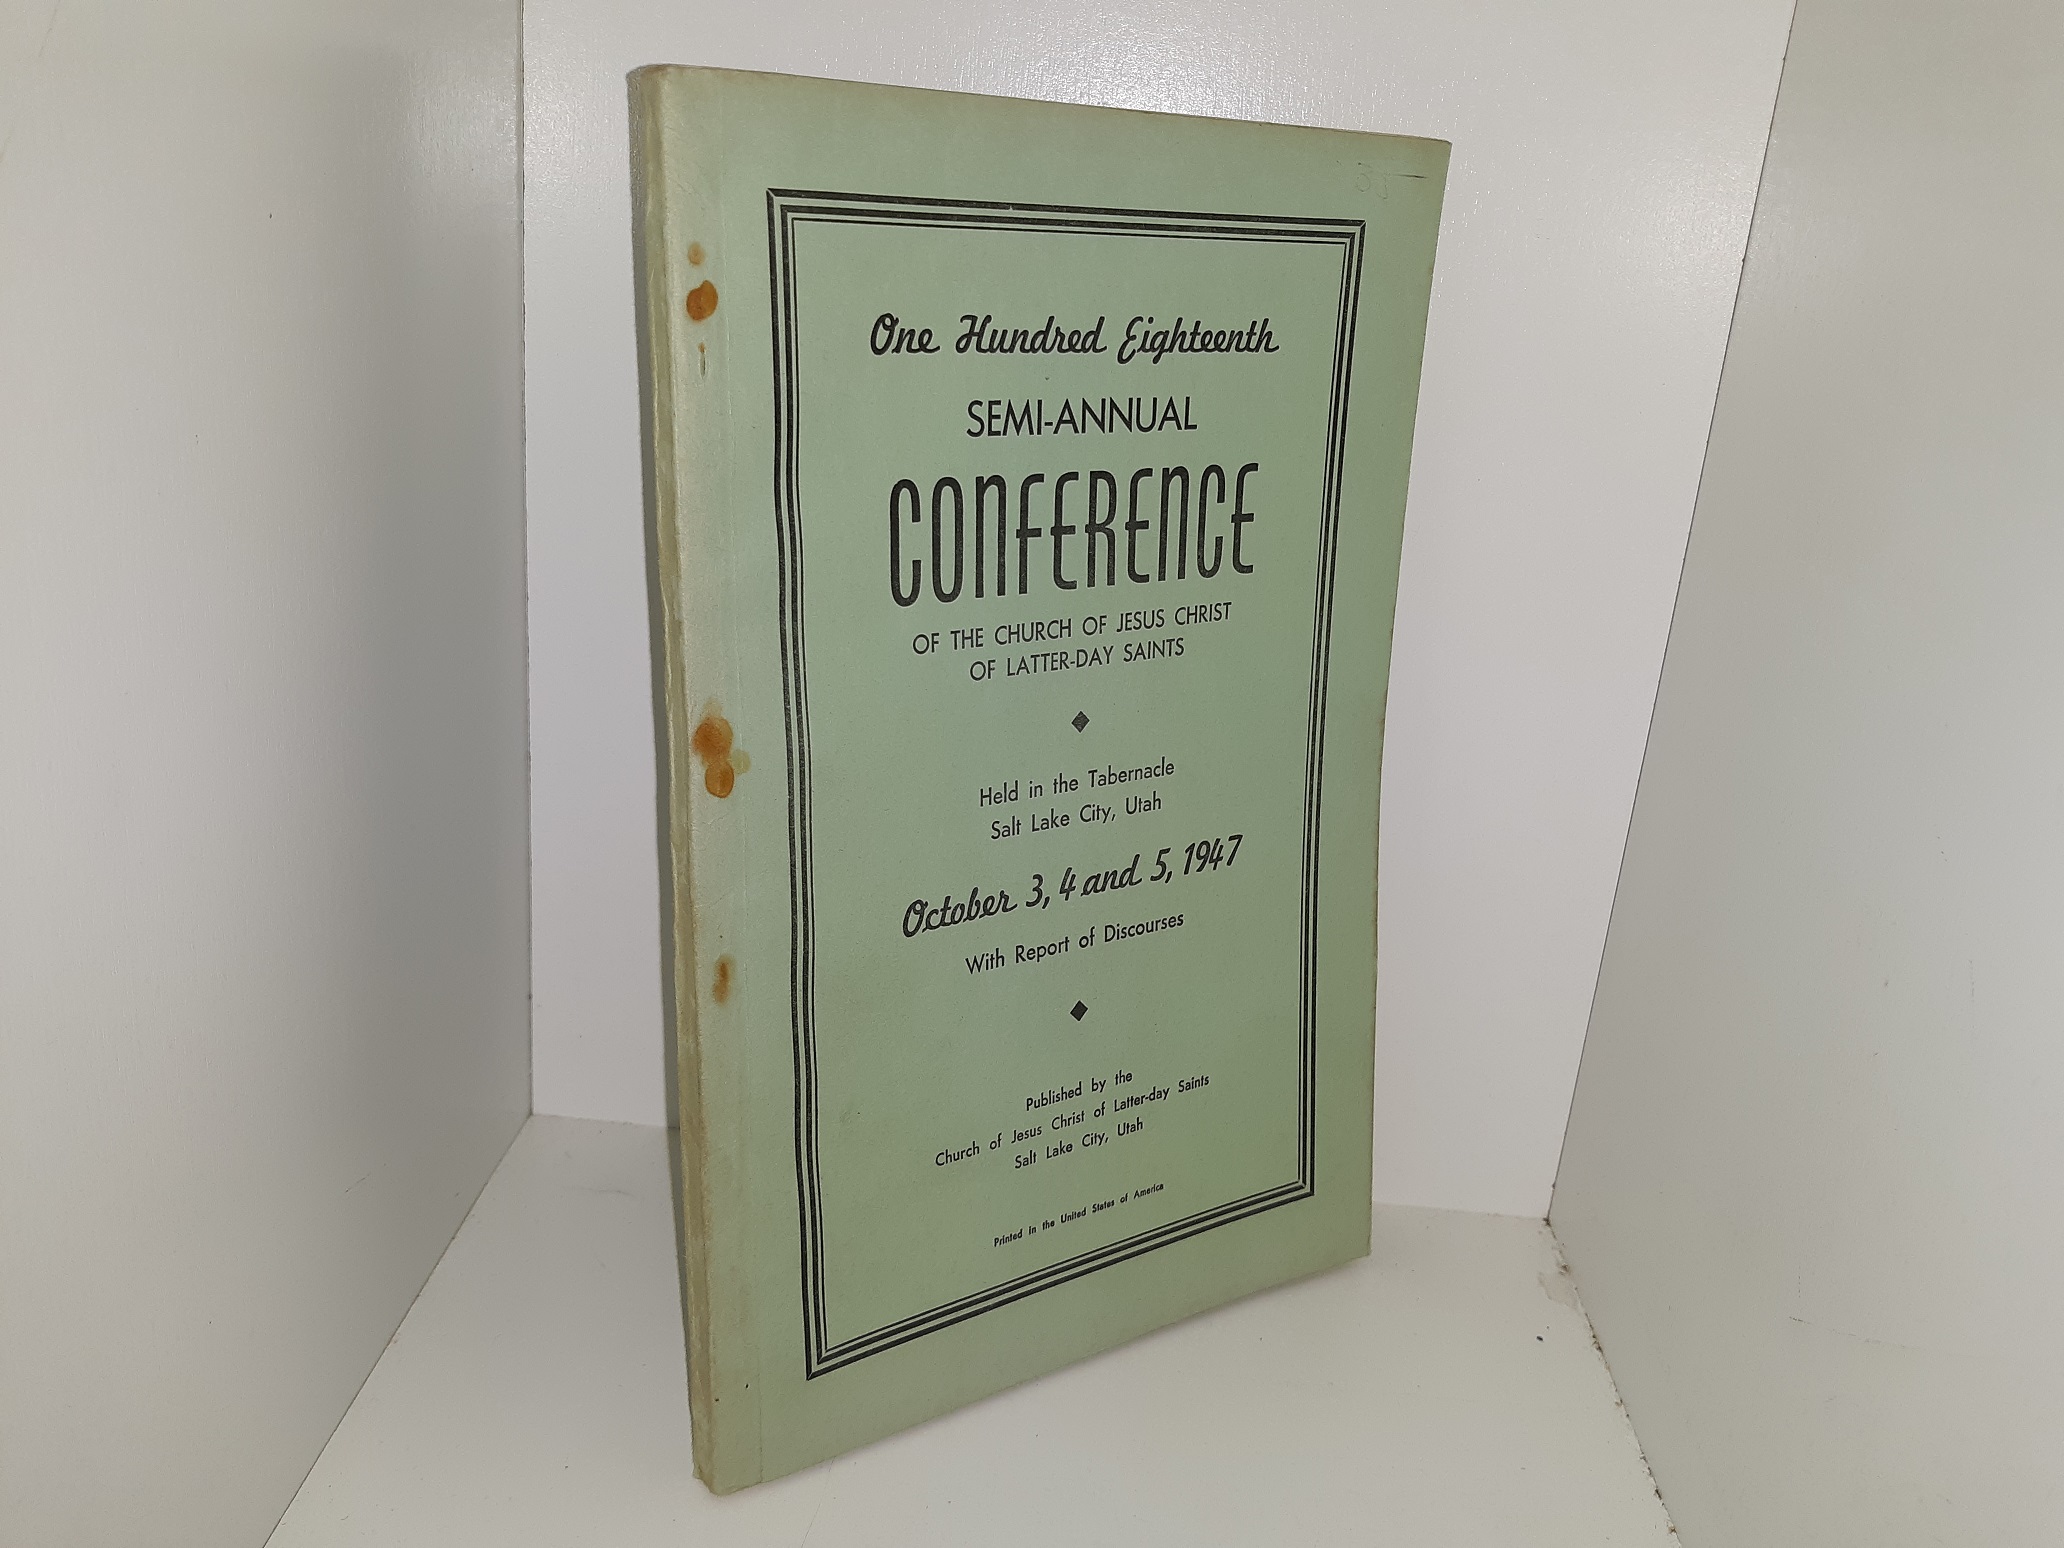 One Hundred Eighteenth
SEMI-ANNUAL
CONFERENCE
OF THE CHURCH OF JESUS CHRIST
OF LATTER-DAY SAINTS
Held in the Tabernacle
Salt Lake City, Utah
October 3, 4 and 5, 1947
With Report of Discourses
Published by the
Church of Jesus Christ of Latter-day Saints
Salt Lake City, Utah
Printed in the United States of America